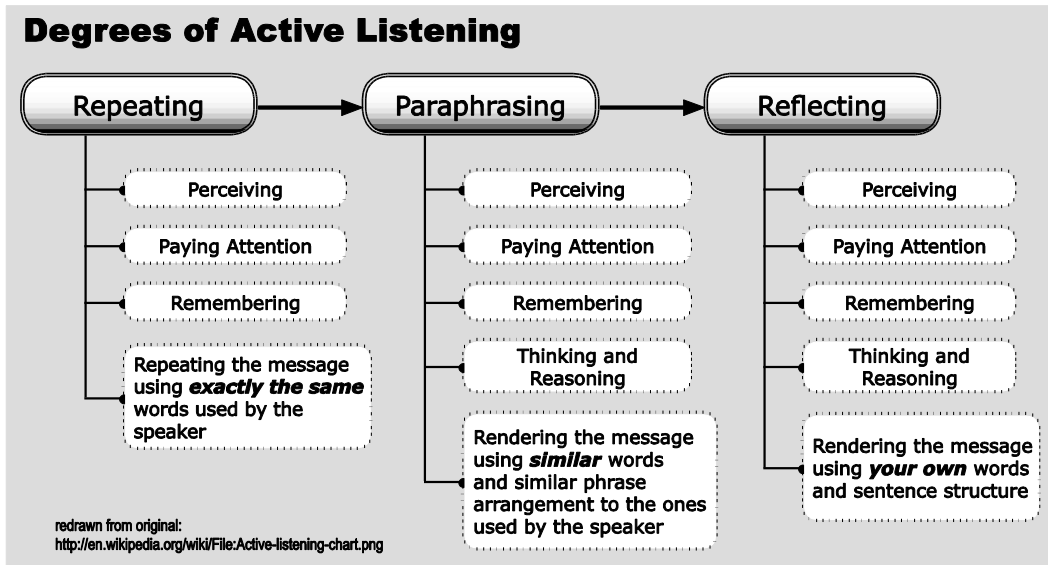 Degrees of Active Listening
Repeating
Perceiving
Paying Attention
Remembering
Repeating the message
using exactly the same
words used by the
speaker
Paraphrasing
Perceiving
Paying Attention
Remembering
Thinking and
Reasoning
Rendering the message
using similar words
and similar phrase
arrangement to the ones
used by the speaker
Reflecting
Perceiving
Paying Attention
Remembering
Thinking and
Reasoning
Rendering the message
using your own words
and sentence structure
redrawn from original:
http://en.wikipedia.org/wiki/File:Active-listening-chart.png